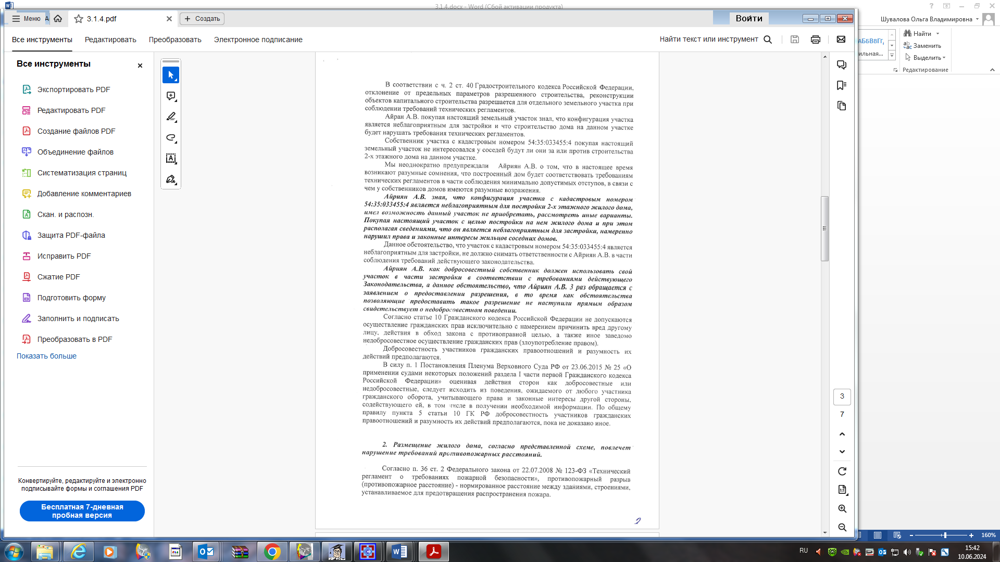 3.1.4.docx - Word (Сбой активации продукта)
Меню
3.1.4.pdf
Создать
Войти
Шувалова Ольга Владимировна
Все инструменты
Редактировать
Преобразовать
Электронное подписание
Найти текст или инструмент
Найти
Заменить
Выделить
Редактирование
Все инструменты
Экспортировать PDF
Редактировать PDF
Создание файлов PDF
Объединение файлов
Систематизация страниц
Добавление комментариев
Скан. и распозн.
Защита PDF-файла
Исправить PDF
Сжатие PDF
Подготовить форму
Заполнить и подписать
Преобразовать в PDF
Показать больше
Конвертируйте, редактируйте и электронно
подписывайте формы и соглашения PDF
Бесплатная 7-дневная
пробная версия
В соответствии с ч. 2 ст. 40 Градостроительного кодекса Российской Федерации,
отклонение от предельных параметров разрешенного строительства, реконструкции
объектов капитального строительства разрешается для отдельного земельного участка при
соблюдении требований технических регламентов.
Айран А.В. покупая настоящий земельный участок знал, что конфигурация участка
является неблагоприятным для застройки и что строительство дома на данном участке
будет нарушать требования технических регламентов.
Собственник участка с кадастровым номером 54:35:033455:4 покупая настоящий
земельный участок не интересовался у соседей будут ли они за или против строительства
2-х этажного дома на данном участке.
Мы неоднократно предупреждали Айриян А.В. о том, что в настоящее время
возникают разумные сомнения, что построенный дом будет соответствовать требованиям
технических регламентов в части соблюдения минимально допустимых отступов, в связи с
чем у собственников домов имеются разумные возражения.
Айриян А.В. зная, что конфигурация участка с кадастровым номером
54:35:033455:4 является неблагоприятным для постройки 2-х этажного жилого дома,
имел возможность данный участок не приобретать, рассмотреть иные варианты.
Покупая настоящий участок с целью постройки на нем жилого дома и при этом
располагая сведениями, что он является неблагоприятным для застройки, намеренно
нарушил права и законные интересы жильцов соседних домов.
Данное обстоятельство, что участок с кадастровым номером 54:35:033455:4 является
неблагоприятным для застройки, не должно снимать ответственности с Айриян А.В. в части
соблюдения требований действующего законодательства.
Айриян А.В. как добросовестный собственник должен использовать свой
участок в части застройки в соответствии с требованиями действующего
Законодательства, а данное обстоятельство, что Айриян А.В. 3 раз обращается с
заявлением о предоставлении разрешения, в то время как обстоятельства
позволяющие предоставить такое разрешение не наступили прямым образом
свидетельствует о недобросовестном поведении.
Согласно статье 10 Гражданского кодекса Российской Федерации не допускаются
осуществление гражданских прав исключительно с намерением причинить вред другому
лицу, действия в обход закона с противоправной целью, а также иное заведомо
недобросовестное осуществление гражданских прав (злоупотребление правом).
Добросовестность участников гражданских правоотношений и разумность их
действий предполагаются.
В силу п. 1 Постановления Пленума Верховного Суда РФ от 23.06.2015 № 25 «О
применении судами некоторых положений раздела I части первой Гражданского кодекса
Российской Федерации» оценивая действия сторон как добросовестные или
недобросовестные, следует исходить из поведения, ожидаемого от любого участника
гражданского оборота, учитывающего права и законные интересы другой стороны,
содействующего ей, в том числе в получении необходимой информации. По общему
правилу пункта 5 статьи 10 ГК РФ добросовестность участников гражданских
правоотношений и разумность их действий предполагаются, пока не доказано иное.
2. Размещение жилого дома, согласно представленной схеме, повлечет
нарушение требований противопожарных расстояний.
Согласно п. 36 ст. 2 Федерального закона от 22.07.2008 № 123-ФЗ «Технический
регламент о требованиях пожарной безопасности», противопожарный разрыв
(противопожарное расстояние) - нормированное расстояние между зданиями, строениями,
устанавливаемое для предотвращения распространения пожара.
2
3
7
160%
RU
15:42
10.06.2024